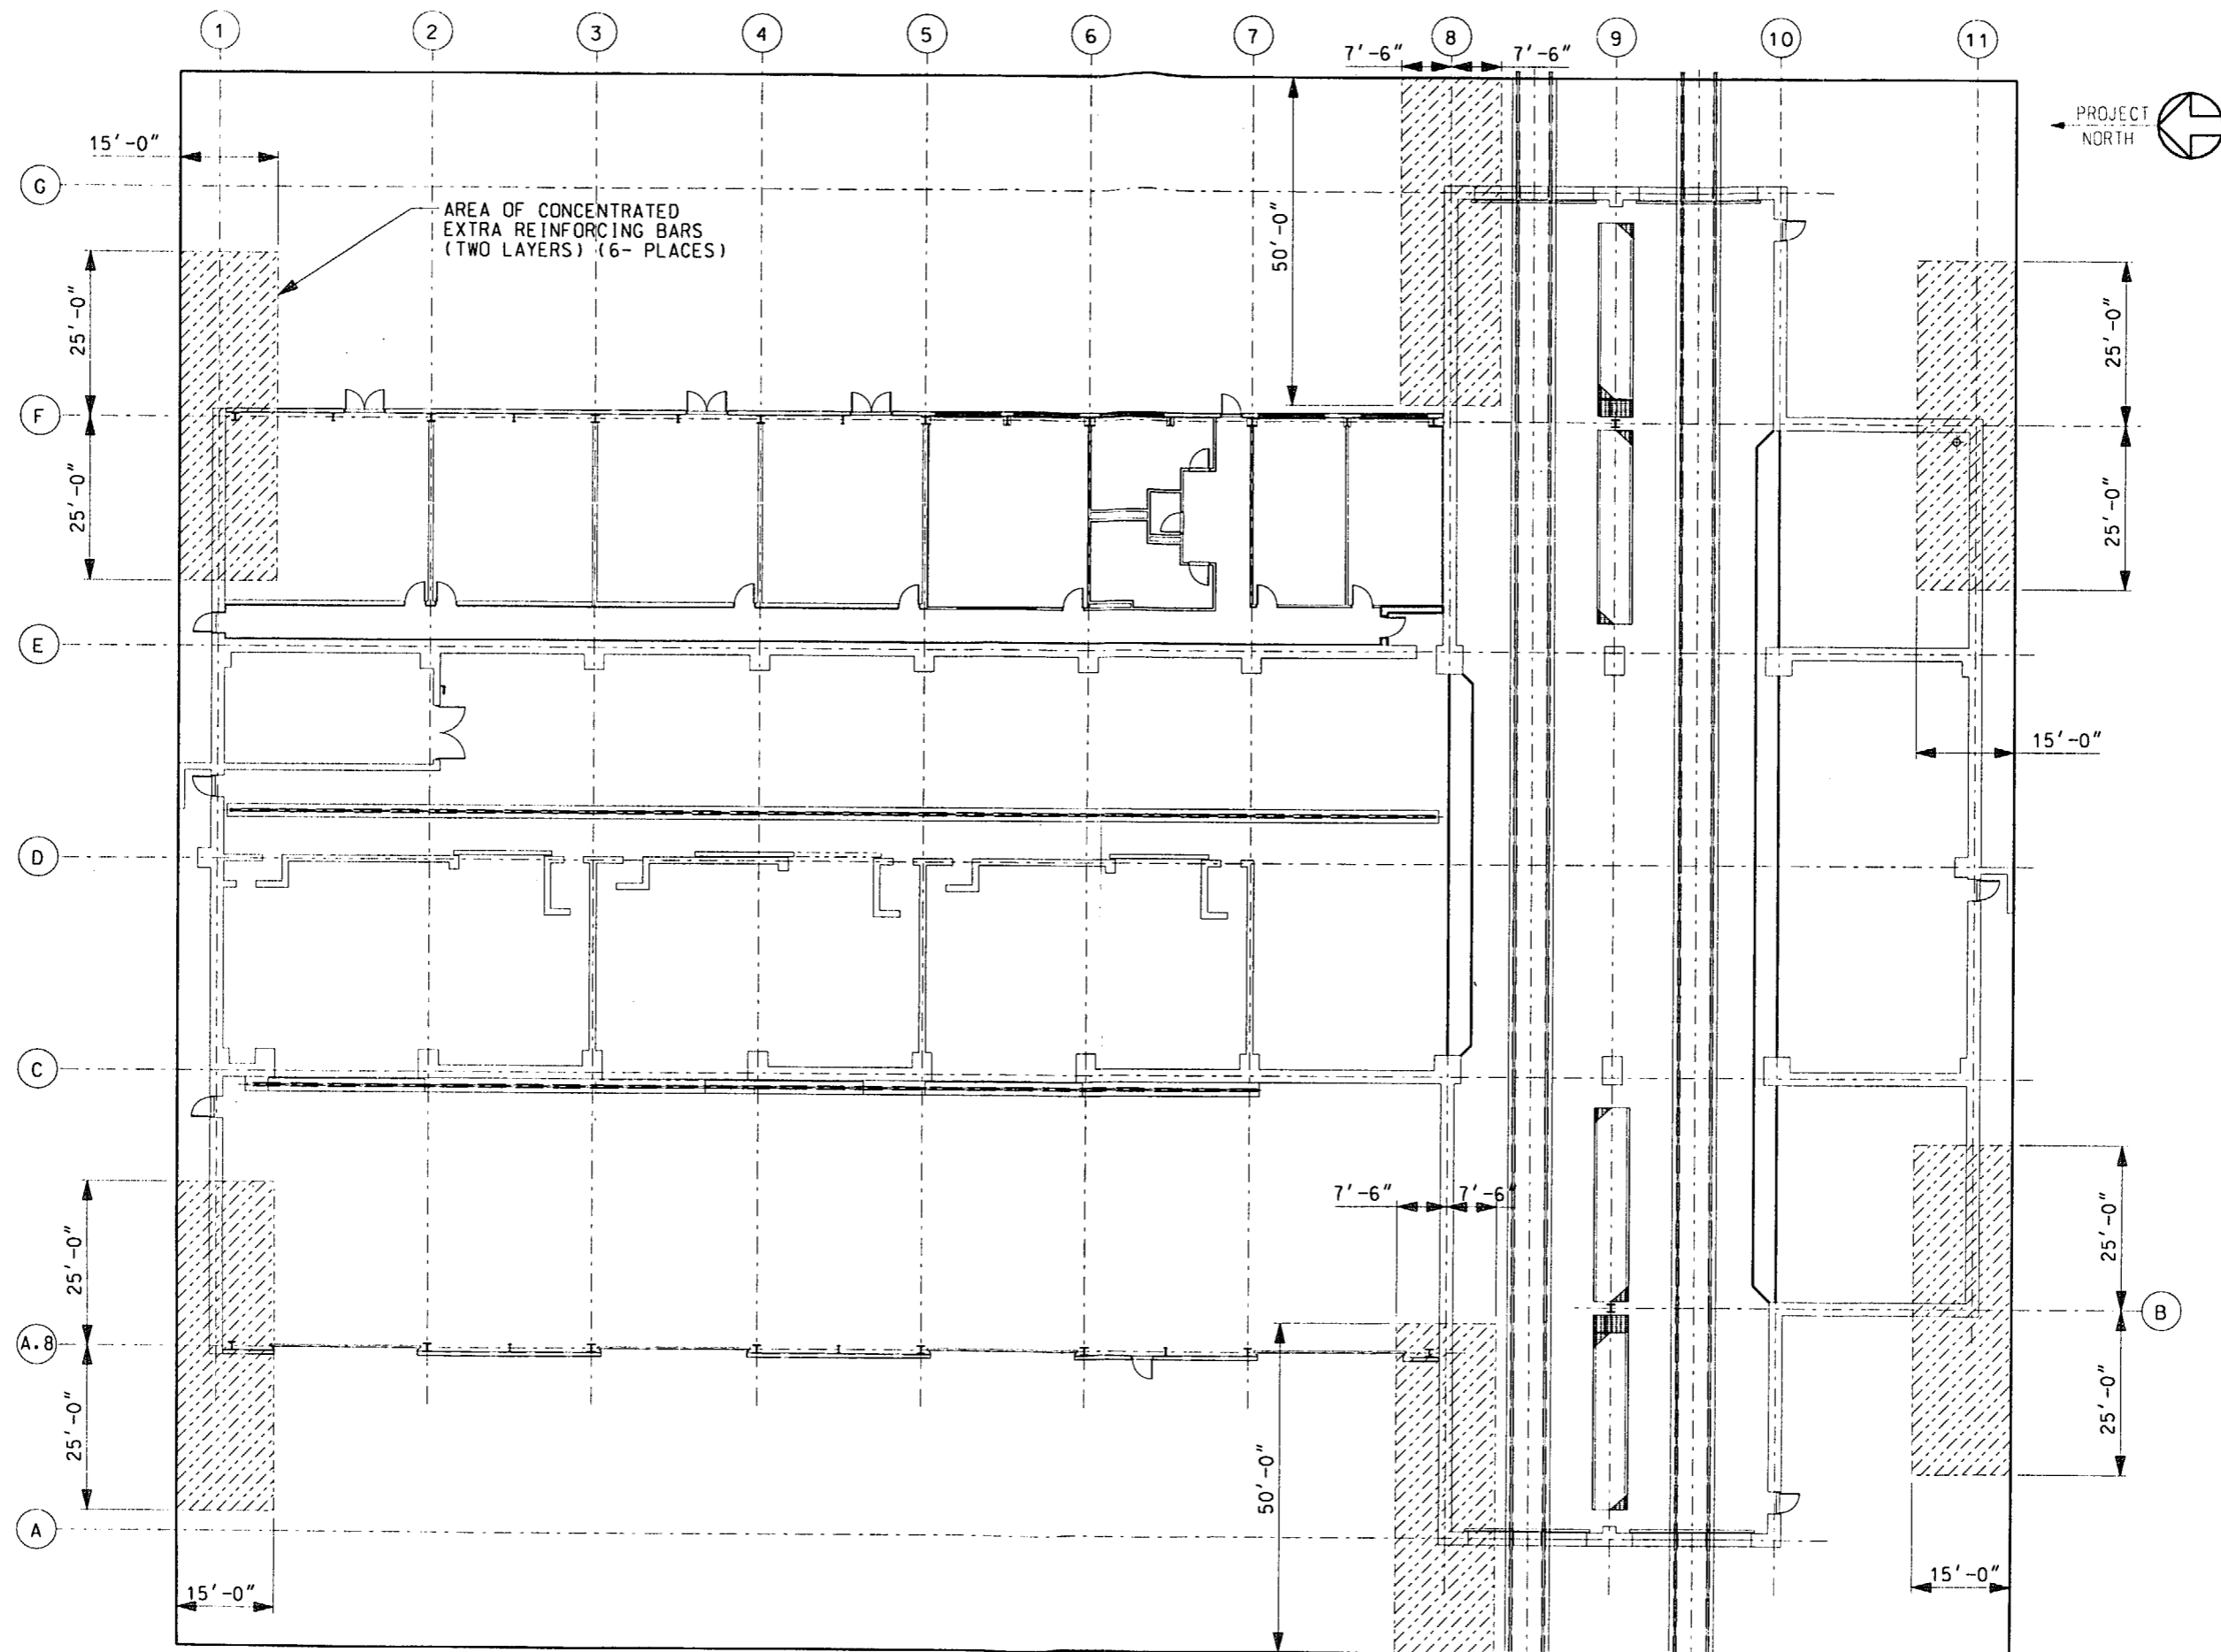 1
2
3
4
5
6
7
8
9
10
11
7'-6"
7'-6"
PROJECT
NORTH
15'-0"
G
AREA OF CONCENTRATED
EXTRA REINFORCING BARS
(TWO LAYERS) (6- PLACES)
50'-0"
25'-0"
25'-0"
F
25'-0"
25'-0"
E
15'-0"
D
C
7'-6"
7'-6"
25'-0"
25'-0"
B
A.8
25'-0"
25'-0"
50'-0"
A
15'-0"
15'-0"